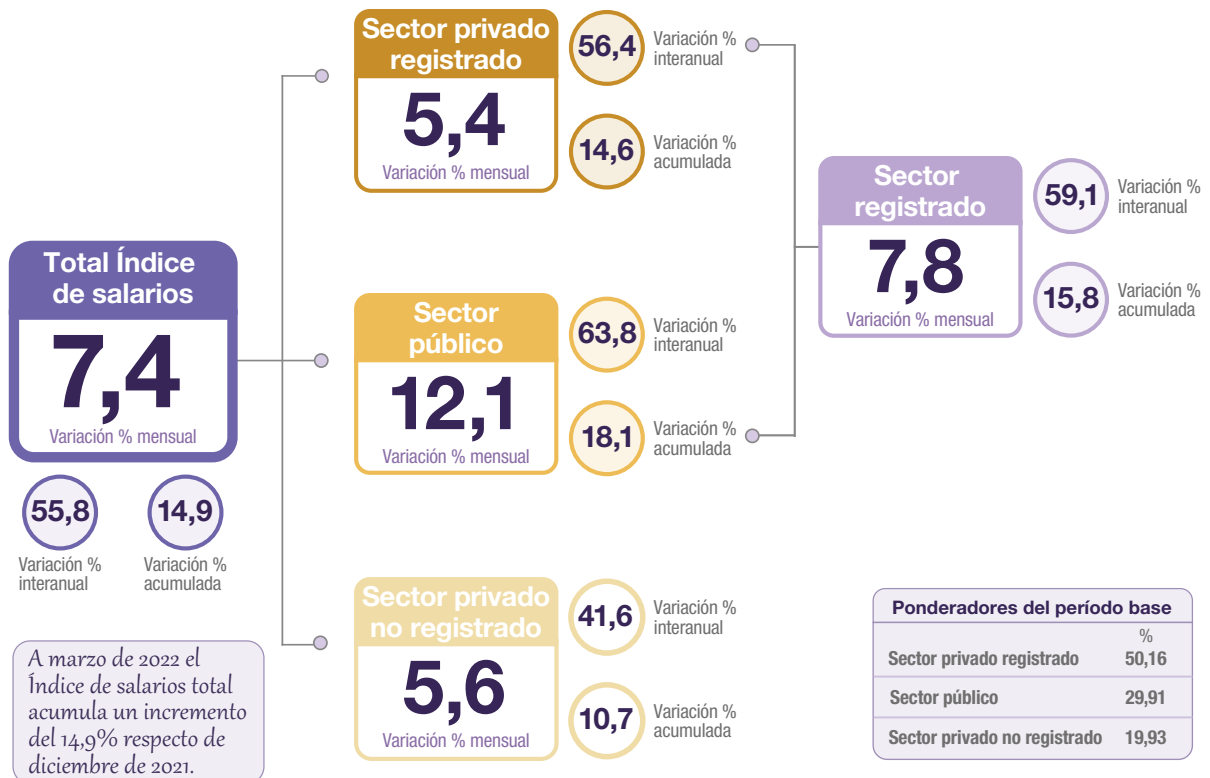 Total Índice
de salarios
7,4
Variación % mensual
55,8
Variación %
interanual
14,9
Variación %
acumulada
A marzo de 2022 el
Índice de salarios total
acumula un incremento
del 14,9% respecto de
diciembre de 2021.
Sector privado
registrado
5,4
Variación % mensual
56,4
Variación %
interanual
14,6
Variación %
acumulada
Sector
público
12,1
Variación % mensual
63,8
Variación %
interanual
18,1
Variación %
acumulada
Sector privado
no registrado
5,6
Variación % mensual
41,6
Variación %
interanual
10,7
Variación %
acumulada
Sector
registrado
7,8
Variación % mensual
59,1
Variación %
interanual
15,8
Variación %
acumulada
Ponderadores del período base
%
Sector privado registrado 50,16
Sector público 29,91
Sector privado no registrado 19,93